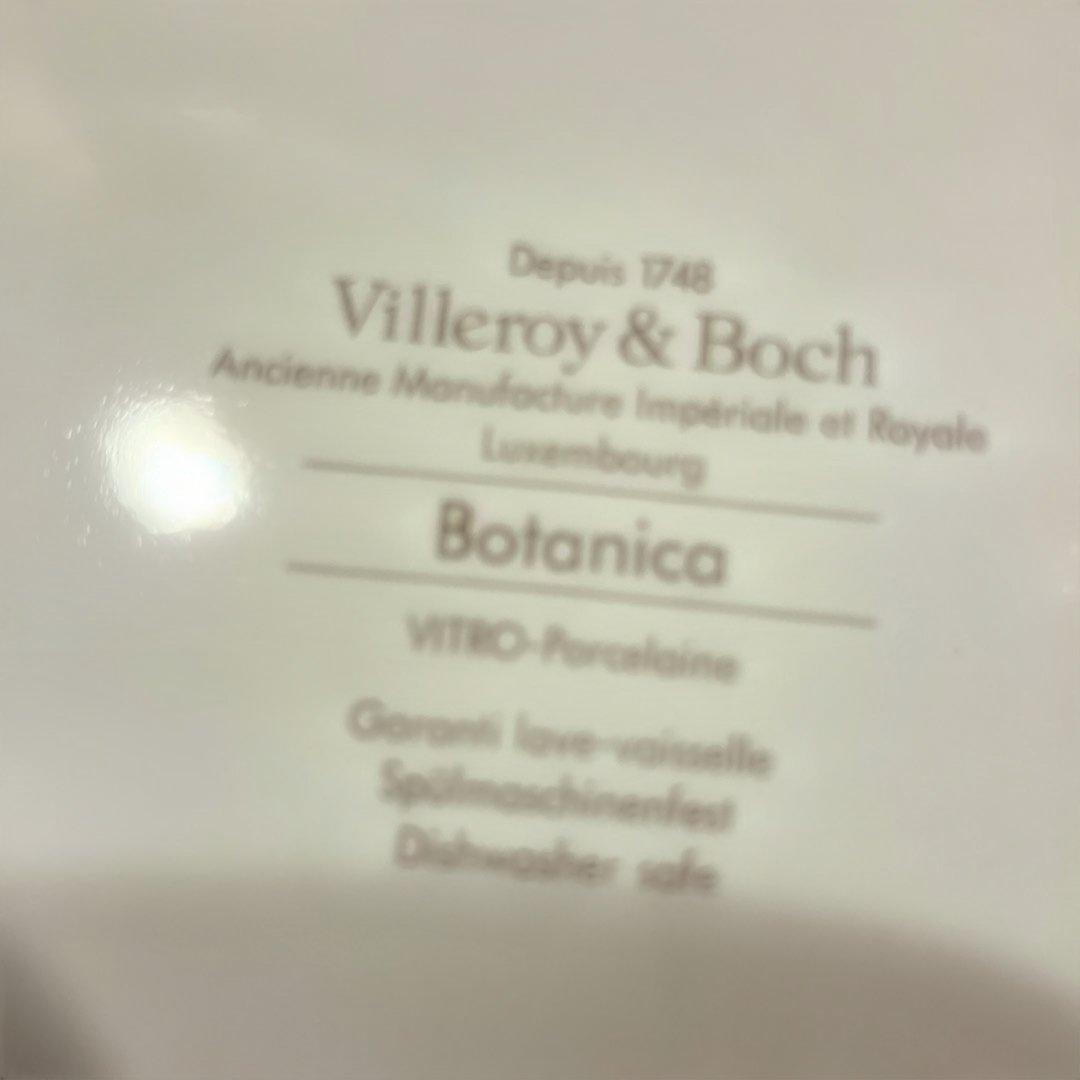 Depuis 1748
Villeroy & Boch
Ancienne Manufacture Impériale et Royale
Luxembourg
Botanica
VITRO-Porcelaine
Garanti lave-vaisselle
Spülmaschinenfest
Dishwasher safe